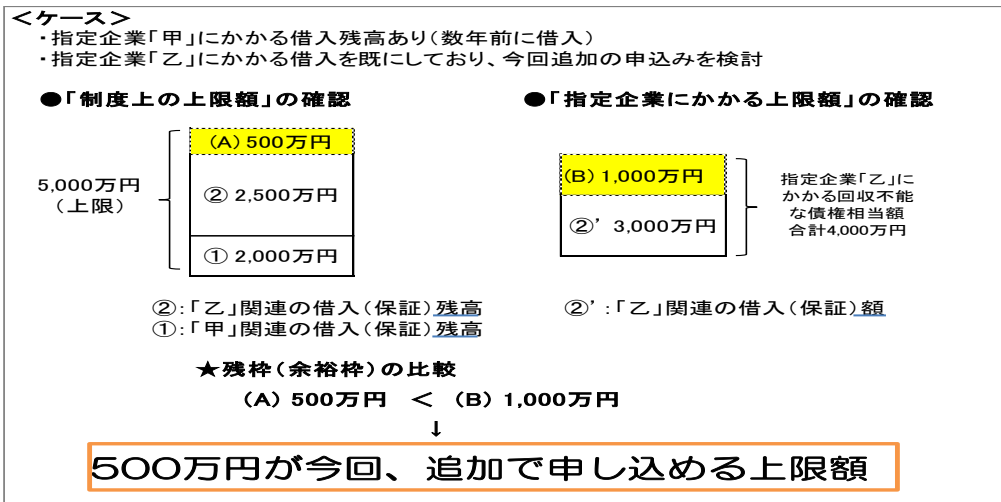 ＜ケース＞
・指定企業「甲」にかかる借入残高あり（数年前に借入）
・指定企業「乙」にかかる借入を既にしており、今回追加の申込みを検討
●「制度上の上限額」の確認
(A) 500万円
5,000万円
（上限）
② 2,500万円
① 2,000万円
②：「乙」関連の借入（保証）残高
①：「甲」関連の借入（保証）残高
●「指定企業にかかる上限額」の確認
(B) 1,000万円
②’ 3,000万円
指定企業「乙」に
かかる回収不能
な債権相当額
合計4,000万円
②’：「乙」関連の借入（保証）額
★残枠（余裕枠）の比較
(A) 500万円 ＜ (B) 1,000万円
↓
500万円が今回、追加で申し込める上限額